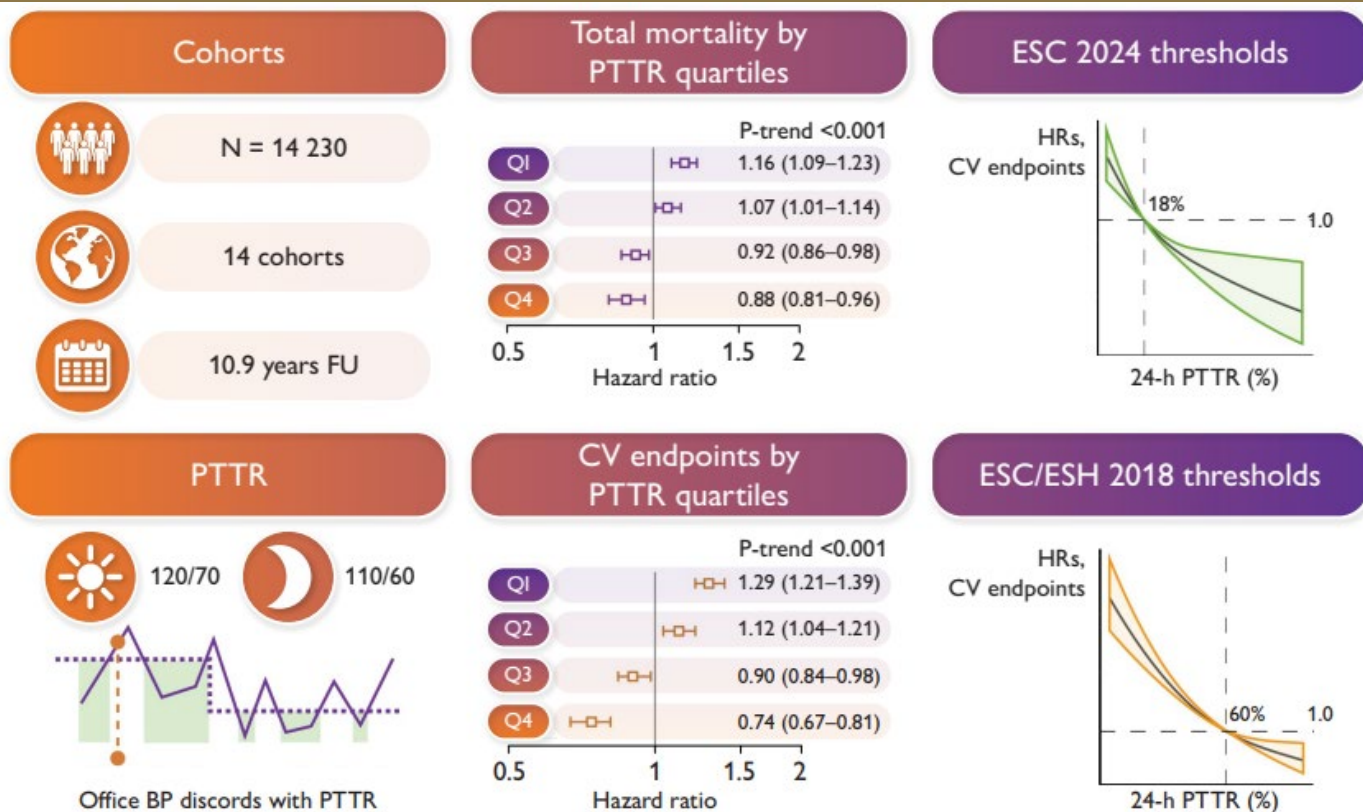 Cohorts
N = 14 230
14 cohorts
10.9 years FU
Total mortality by
PTTR quartiles
P-trend <0.001
Q1 1.16 (1.09–1.23)
Q2 1.07 (1.01–1.14)
Q3 0.92 (0.86–0.98)
Q4 0.88 (0.81–0.96)
0.5 1 1.5 2
Hazard ratio
ESC 2024 thresholds
HRs,
CV endpoints
18% 1.0
24-h PTTR (%)
PTTR
120/70 110/60
Office BP discords with PTTR
CV endpoints by
PTTR quartiles
P-trend <0.001
Q1 1.29 (1.21–1.39)
Q2 1.12 (1.04–1.21)
Q3 0.90 (0.84–0.98)
Q4 0.74 (0.67–0.81)
0.5 1 1.5 2
Hazard ratio
ESC/ESH 2018 thresholds
HRs,
CV endpoints
60% 1.0
24-h PTTR (%)